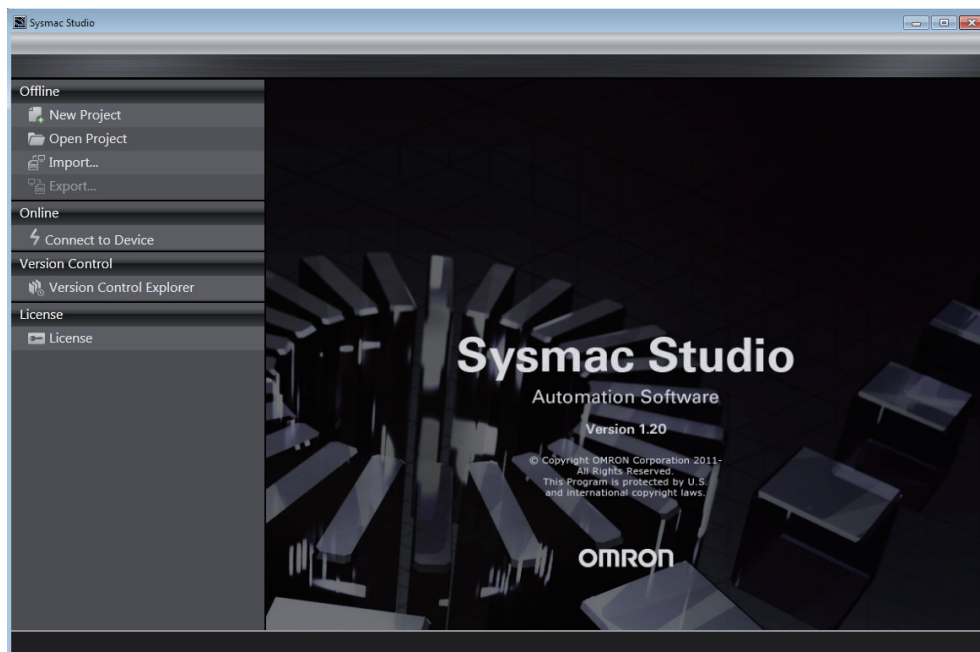 Sysmac Studio
Offline
New Project
Open Project
Import...
Export...
Online
Connect to Device
Version Control
Version Control Explorer
License
License
Sysmac Studio
Automation Software
Version 1.20
© Copyright OMRON Corporation 2011-
All Rights Reserved.
This Program is protected by U.S.
and international copyright laws.
OMRON